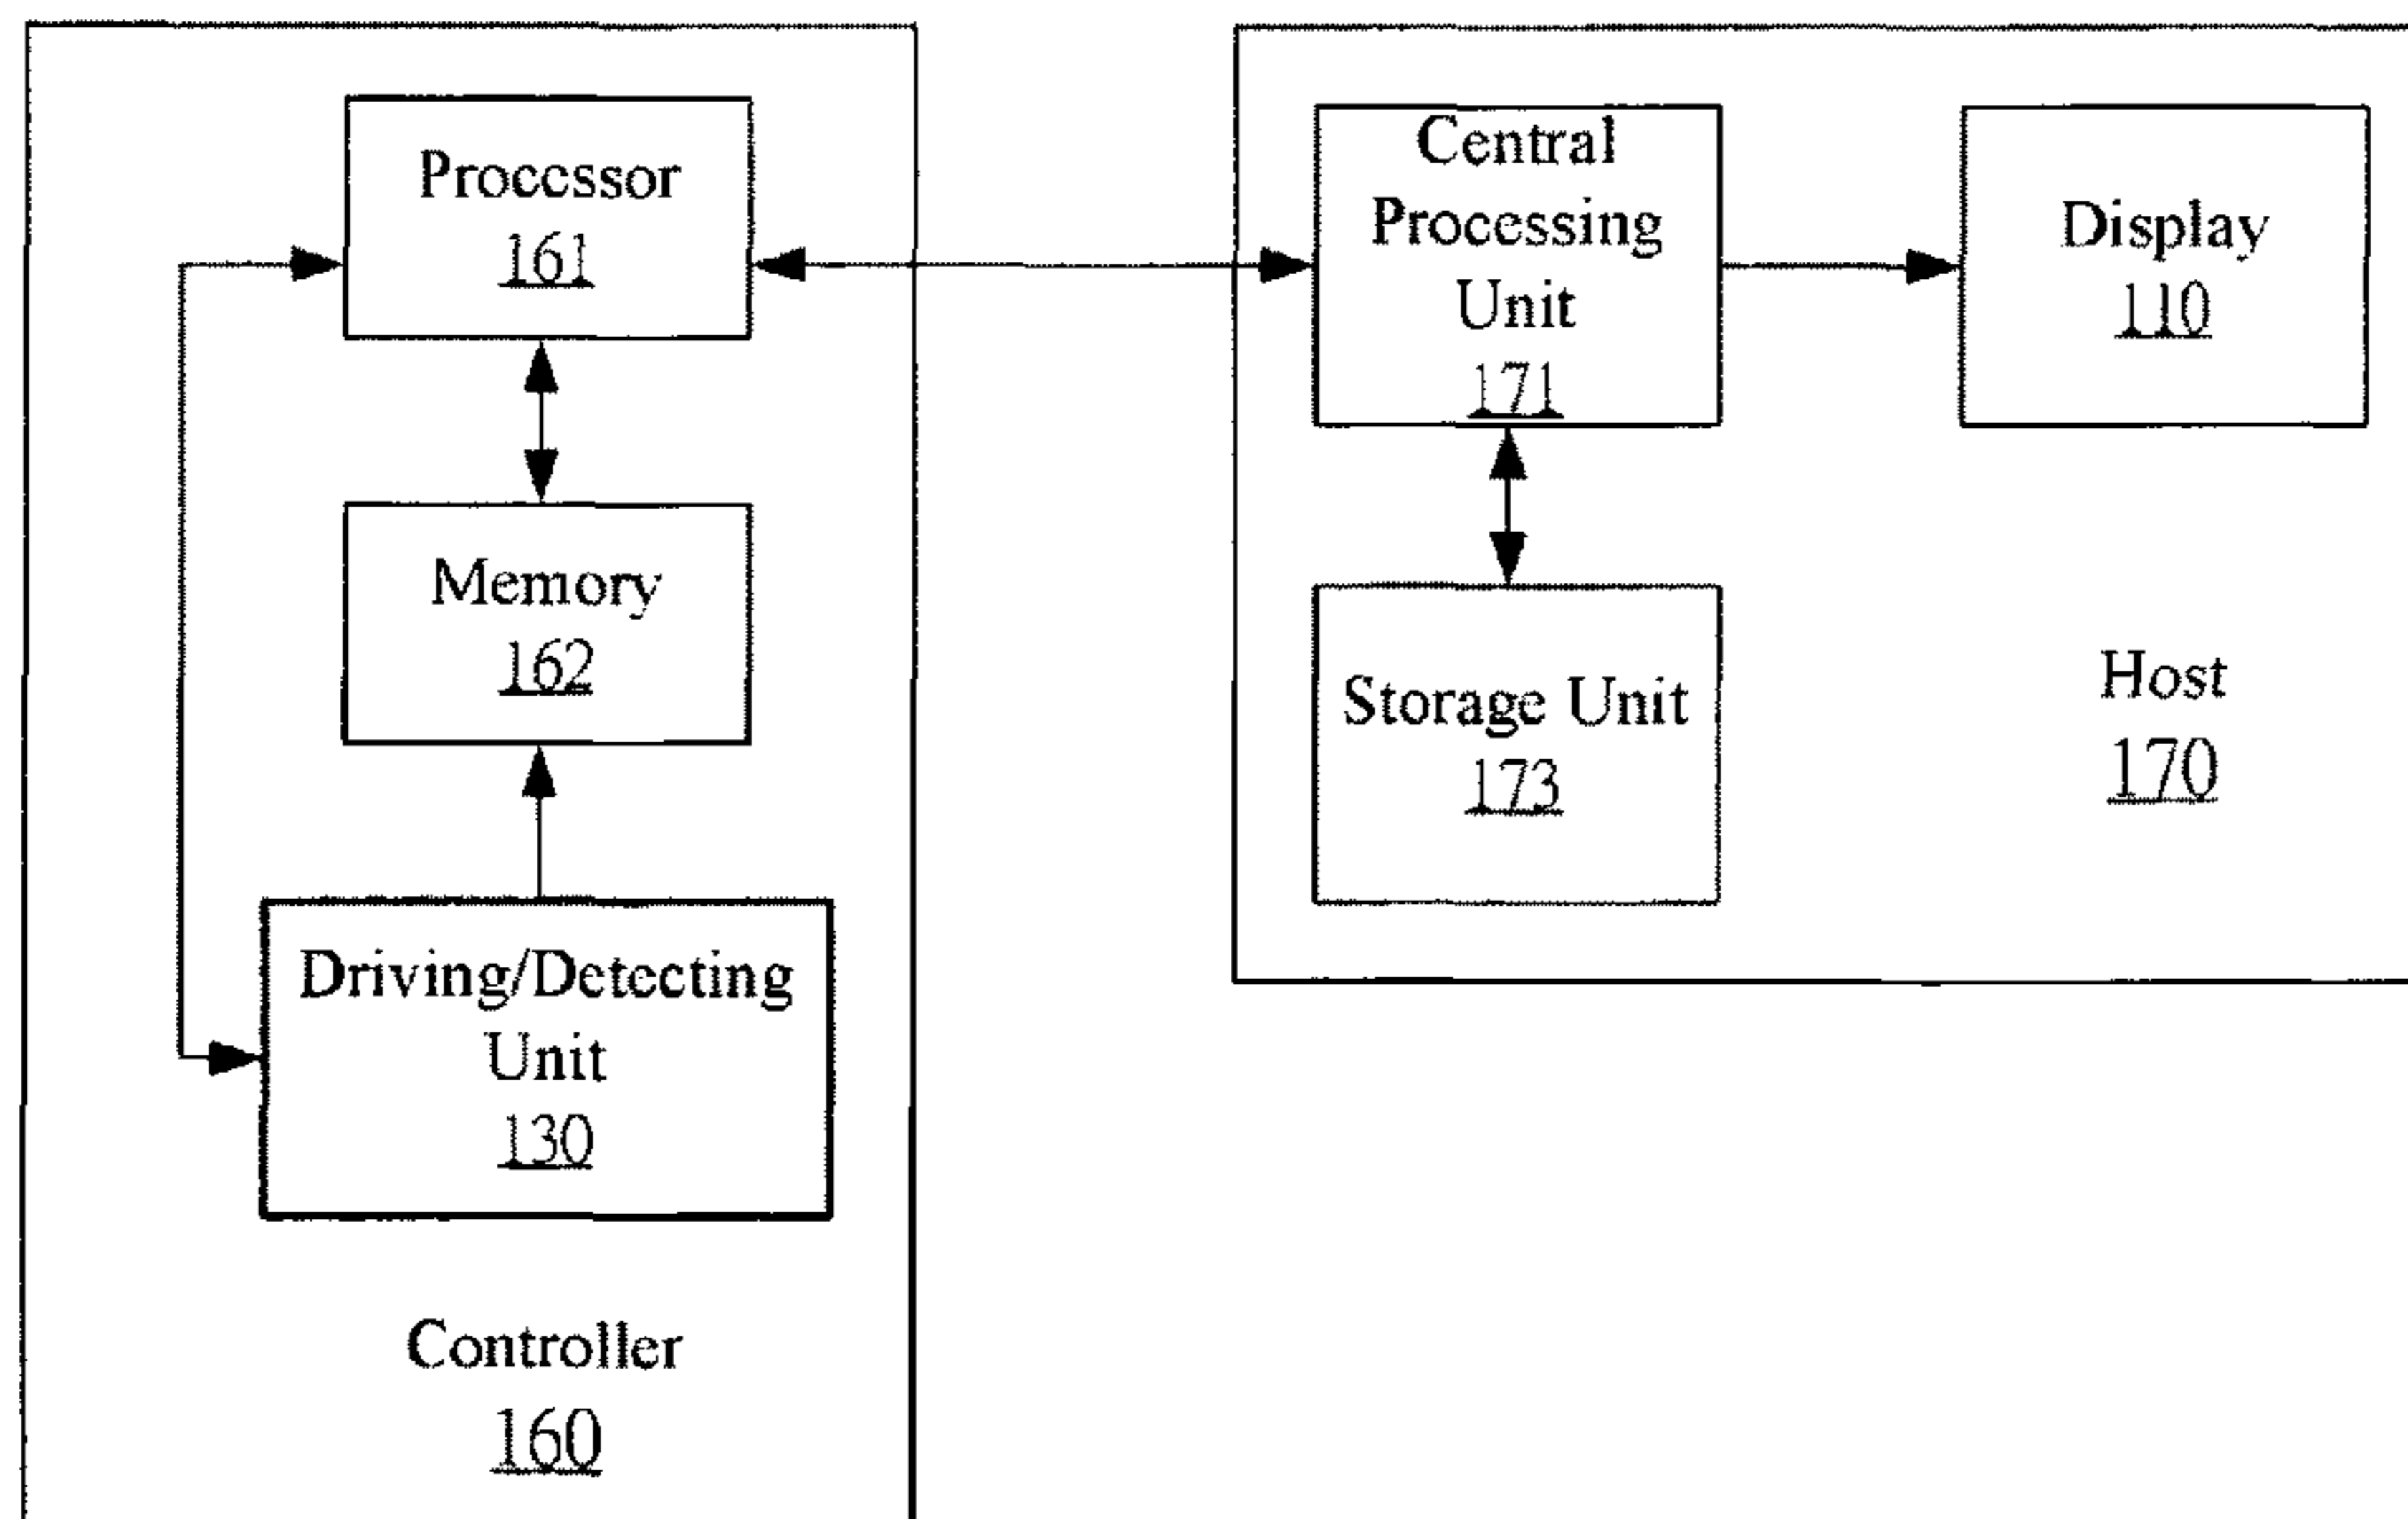 Processor
161
Memory
162
Driving/Detecting
Unit
130
Controller
160
Central
Processing
Unit
171
Storage Unit
173
Display
110
Host
170